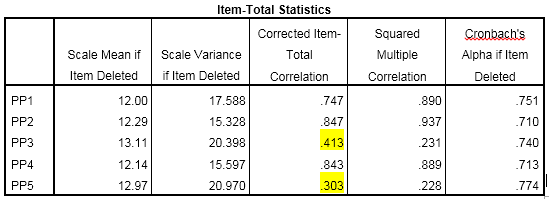 Item-Total Statistics
Corrected Item- Squared Cronbach's
Scale Mean if Scale Variance Total Multiple Alpha if Item
Item Deleted if Item Deleted Correlation Correlation Deleted
PP1 12.00 17.588 .747 .890 .751
PP2 12.29 15.328 .847 .937 .710
PP3 13.11 20.398 .413 .231 .740
PP4 12.14 15.597 .843 .889 .713
PP5 12.97 20.970 .303 .228 .774